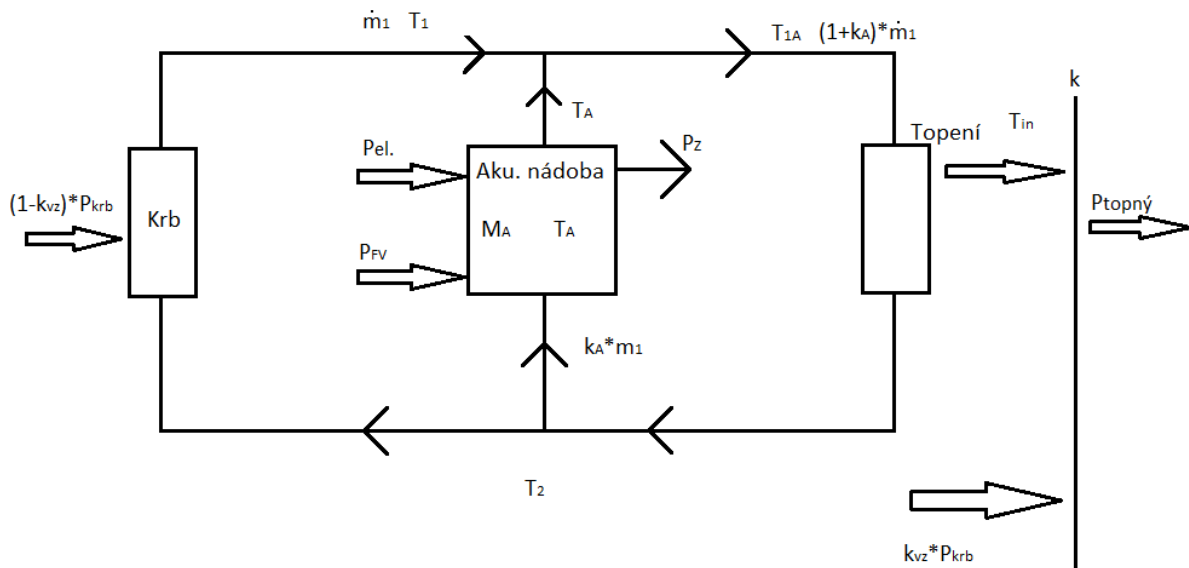 ṁ₁ T₁
T₁ₐ (1+kₐ)*ṁ₁
k
Tₐ
Topení
Tᵢₙ
Pel.
Pz
Aku. nádoba
(1-kvz)*Pkrb
Krb
Mₐ Tₐ
Ptopný
PFV
kₐ*m₁
T₂
kvz*Pkrb